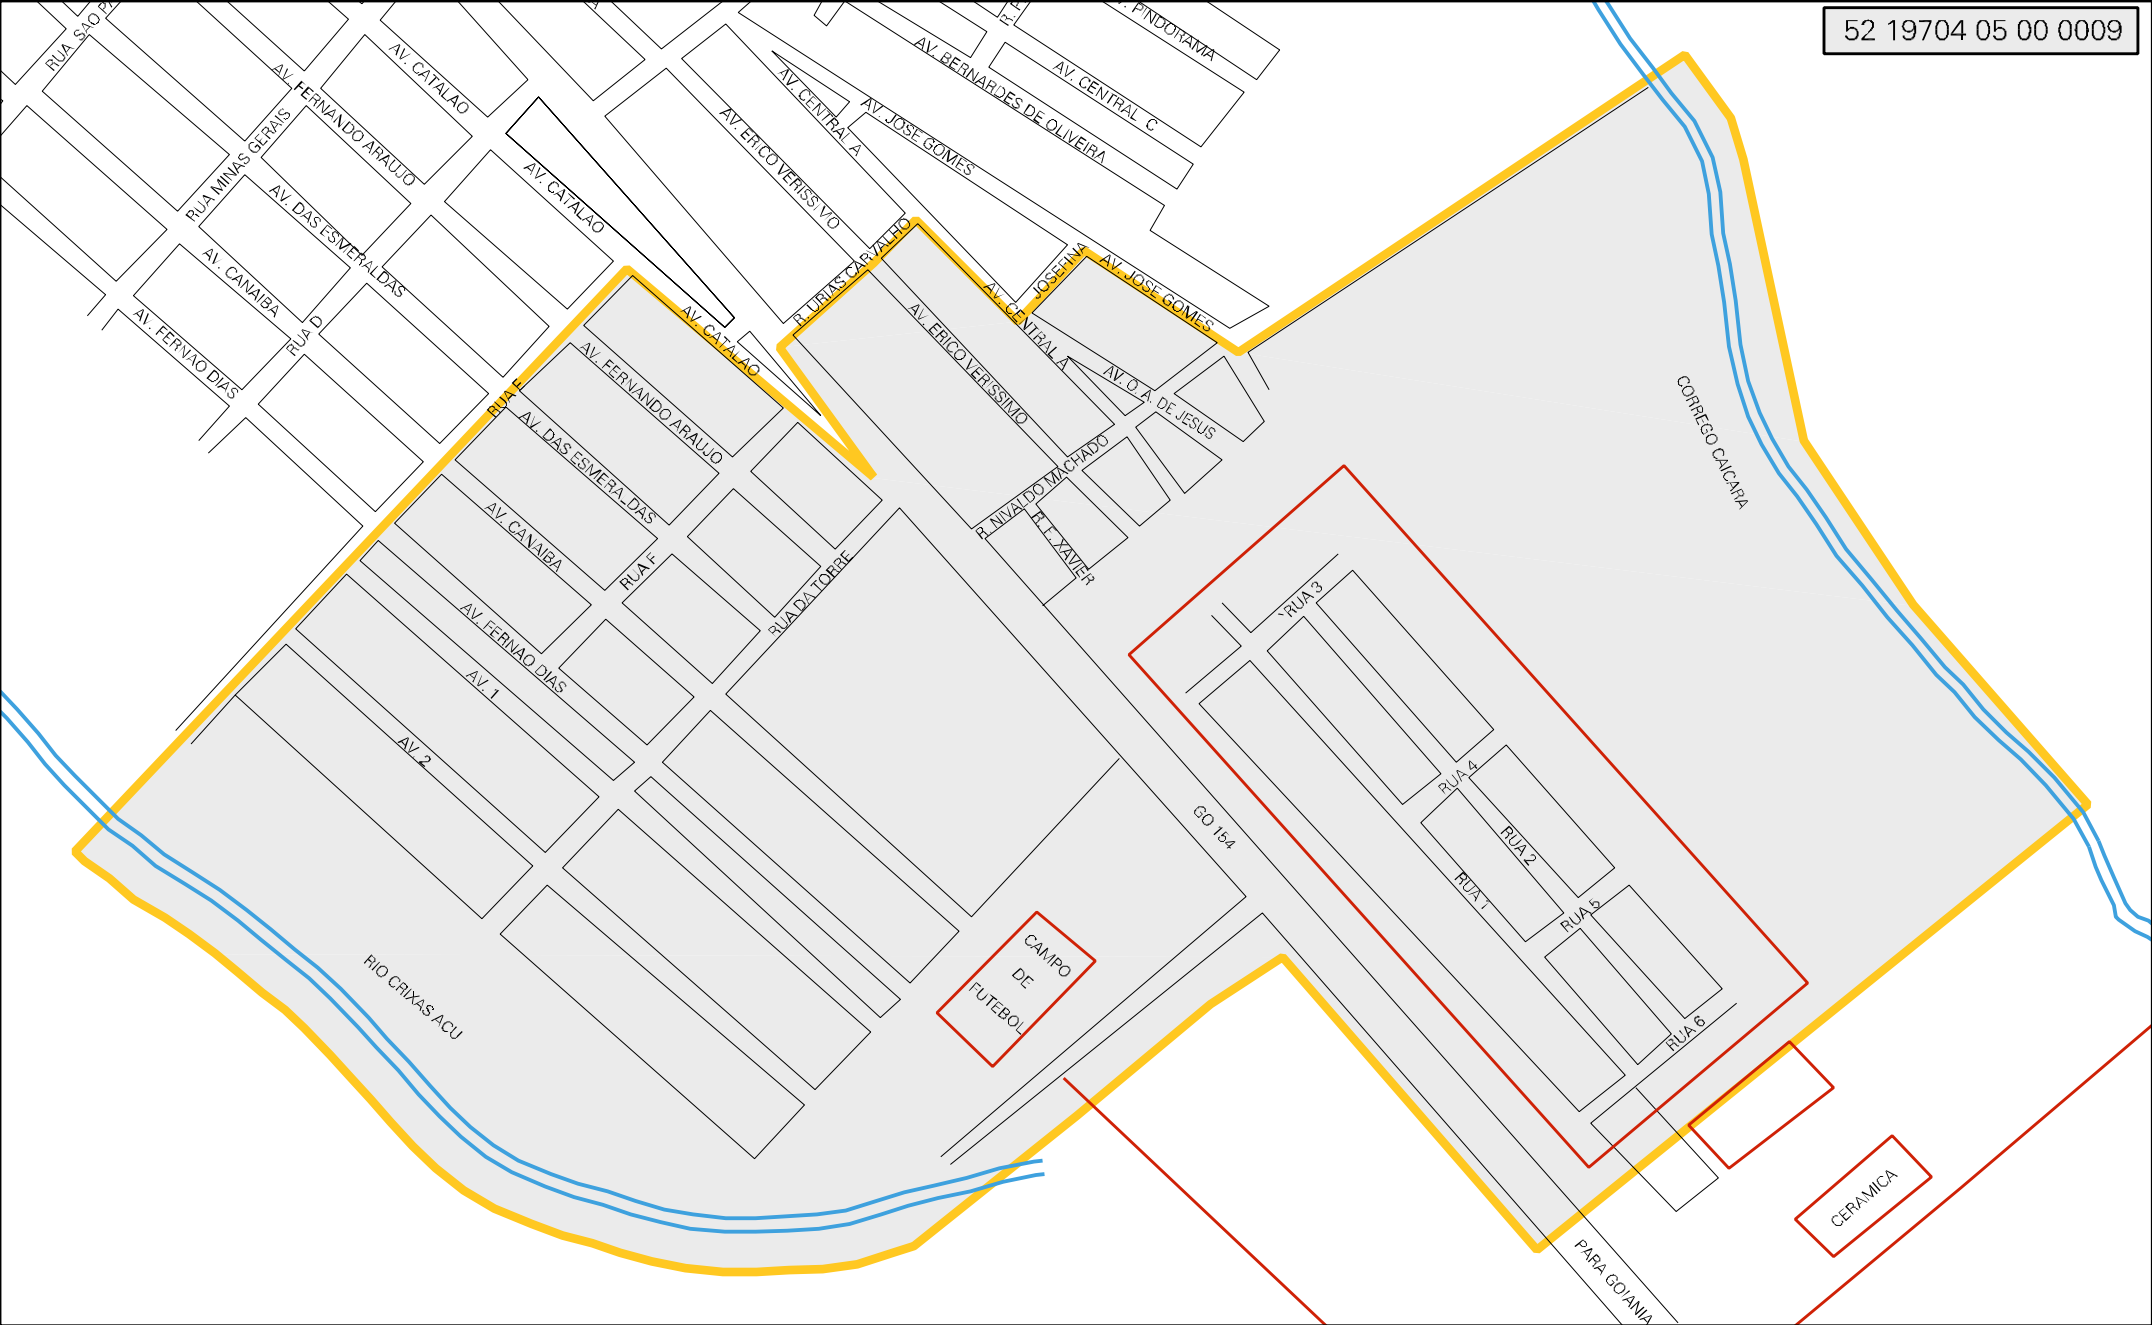 52 19704 05 00 0009
RUA SAO
AV. PINDORAMA
AV. BERNARDES DE OLIVEIRA
AV. CENTRAL C
AV. CATALAO
AV. FERNANDO ARAUJO
AV. CENTRAL A
AV. JOSE GOMES
AV. ERICO VERISSIVO
RUA MINAS GERAIS
AV. CATALAO
AV. DAS ESMERALDAS
AV. CANAIBA
R. URIAS CARVALHO
JOSEFINA
AV. JOSE GOMES
AV. CENTRAL A
RUA D
AV. FERNAO DIAS
AV. CATALAO
AV. ERICO VERISSIMO
RUA E
AV. FERNANDO ARAUJO
AV. O. A. DE JESUS
CORREGO CAICARA
AV. DAS ESMERALDAS
R. NIVALDO MACHADO
AV. CANAIBA
R. E. XAVIER
RUA F
RUA DA TORRE
RUA 3
AV. FERNAO DIAS
AV. 1
AV. 2
RUA 4
GO 154
RUA 2
RUA 1
RUA 5
CAMPO
DE
FUTEBOL
RIO CRIXAS ACU
RUA 6
CERAMICA
PARA GOIANIA